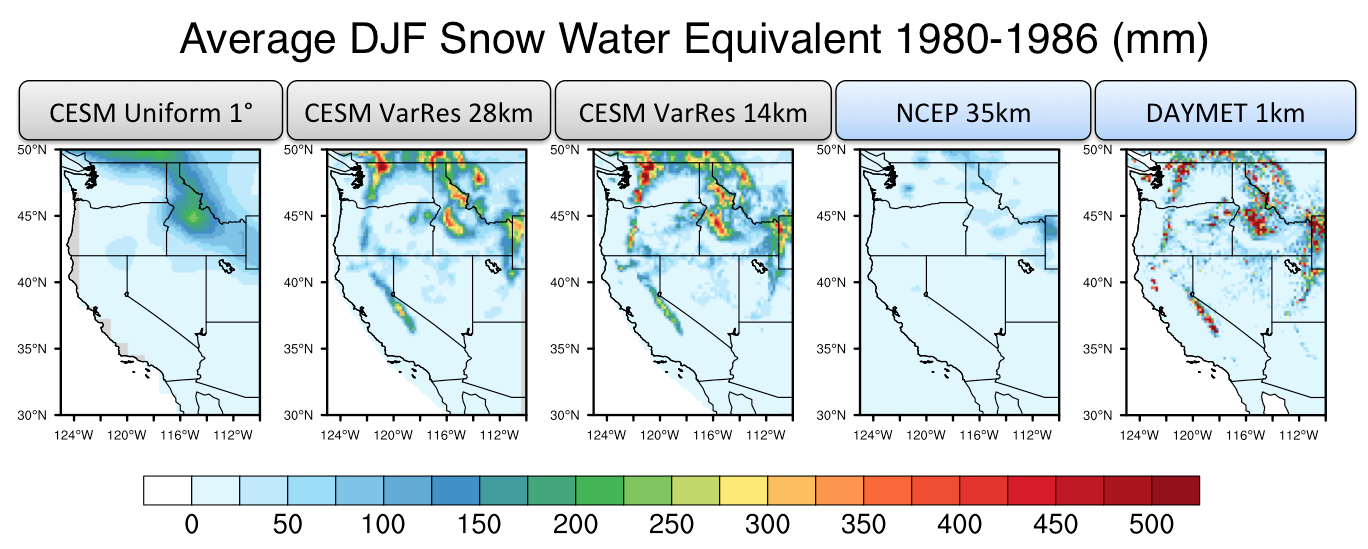 Average DJF Snow Water Equivalent 1980-1986 (mm)
CESM Uniform 1° CESM VarRes 28km CESM VarRes 14km NCEP 35km DAYMET 1km
50°N 50°N 50°N 50°N 50°N
45°N 45°N 45°N 45°N 45°N
40°N 40°N 40°N 40°N 40°N
35°N 35°N 35°N 35°N 35°N
30°N 30°N 30°N 30°N 30°N
124°W 120°W 116°W 112°W 124°W 120°W 116°W 112°W 124°W 120°W 116°W 112°W 124°W 120°W 116°W 112°W 124°W 120°W 116°W 112°W
0 50 100 150 200 250 300 350 400 450 500